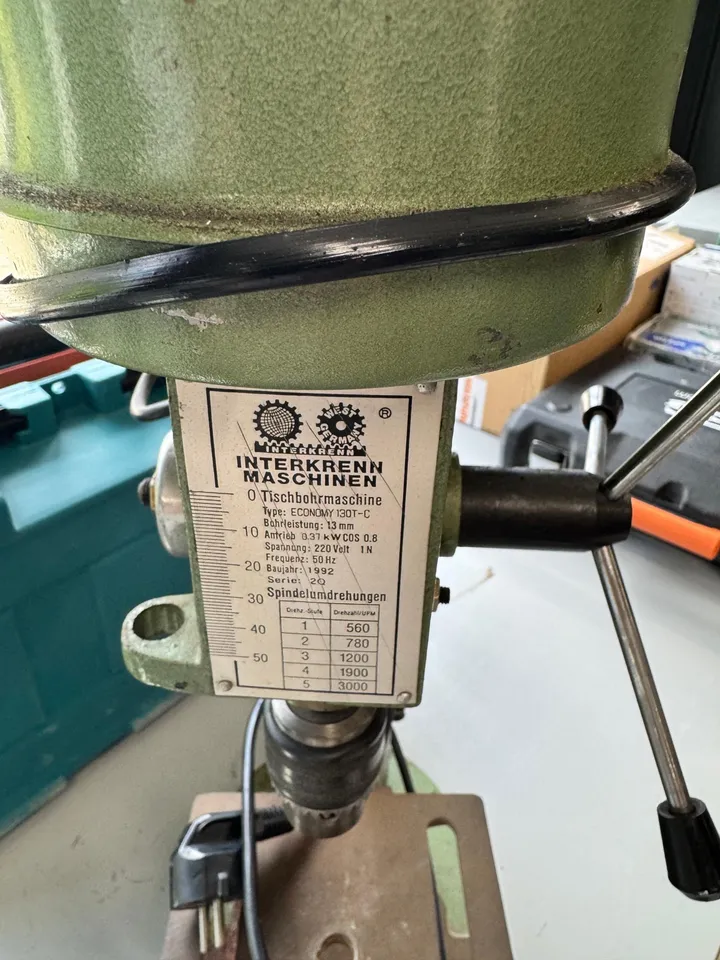 WEST GERMANY
®
INTERKRENN
INTERKRENN
MASCHINEN
0 Tischbohrmaschine
Type: ECONOMY 130T-C
Bohrleistung: 13 mm
10 Antrieb 0.37 kW COS 0.8
Spannung: 220 Volt 1 N
Frequenz: 50 Hz
20 Baujahr: 1992
Serie: 2Q
30 Spindelumdrehungen
Drehz.-Stufe Drehzahl/UPM
1 560
40 2 780
3 1200
50 4 1900
5 3000